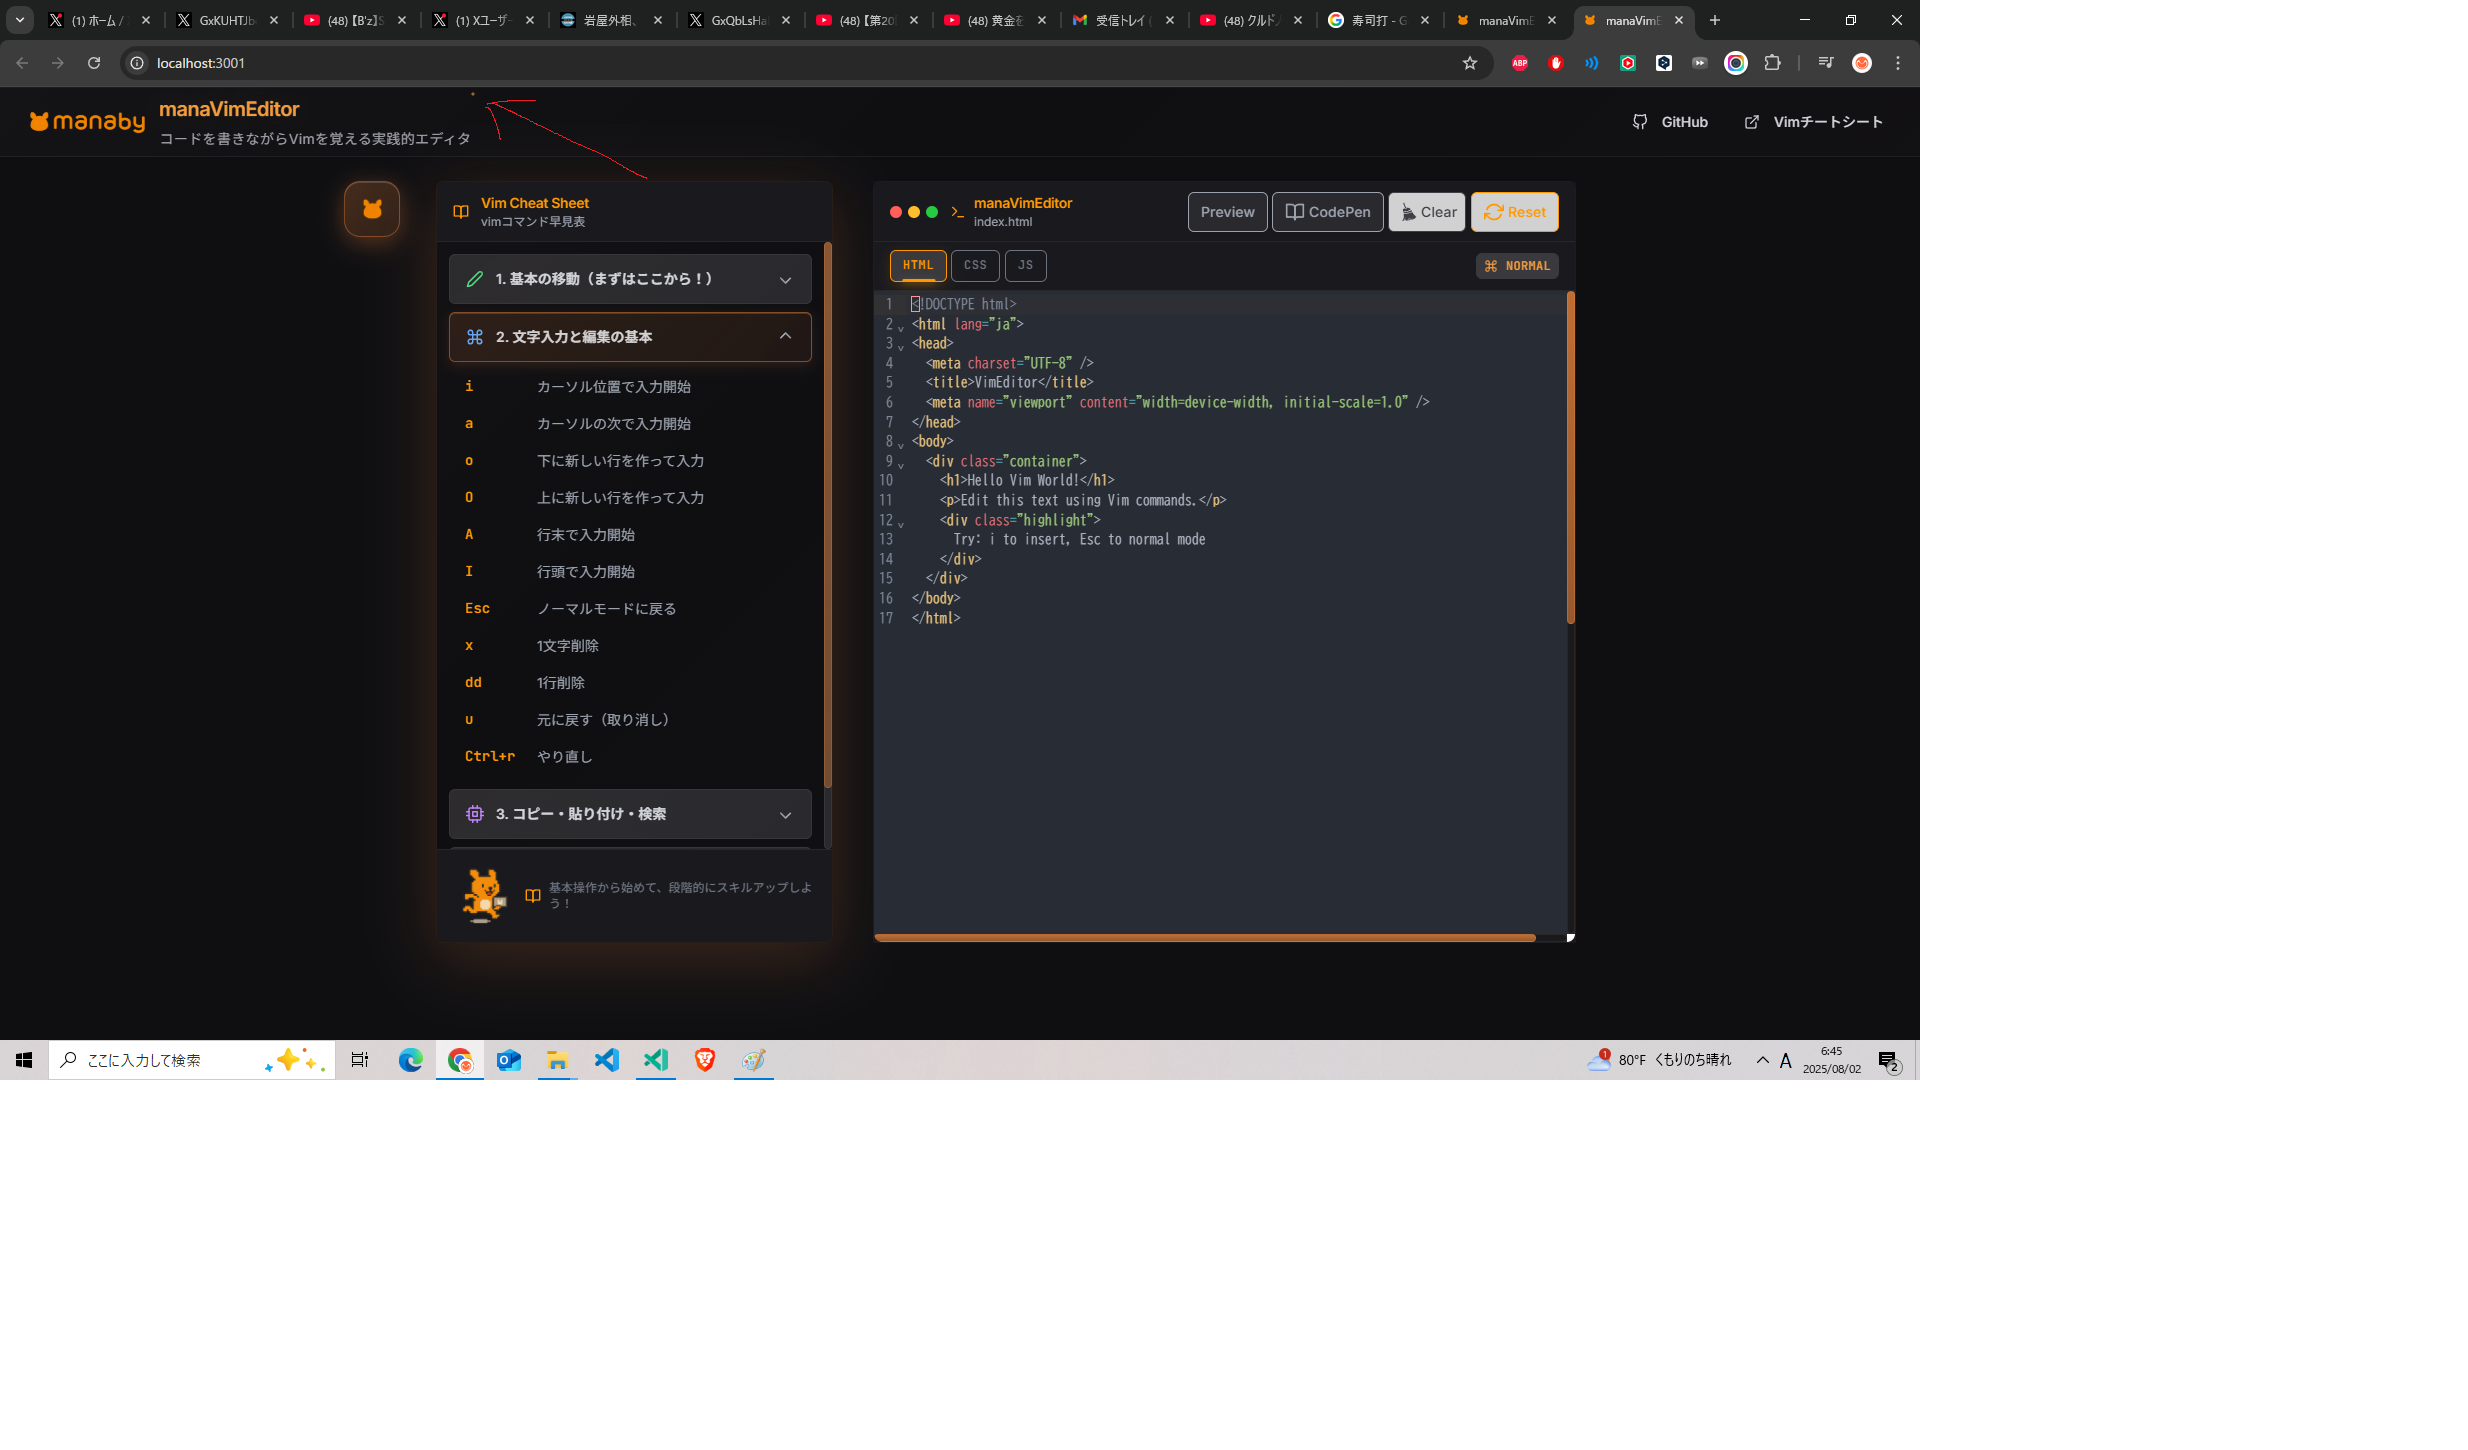 (1) ホーム /
GxKUHTJb
(48) 【B'z】S
(1) Xユーザー
岩屋外相、
GxQbLsHa
(48) 【第20
(48) 黄金を
受信トレイ (
(48) クルド人
寿司打 - G
manaVimE
manaVimE
localhost:3001
ABP
manaby
manaVimEditor
コードを書きながらVimを覚える実践的エディタ
GitHub
Vimチートシート
Vim Cheat Sheet
vimコマンド早見表
1. 基本の移動（まずはここから！）
2. 文字入力と編集の基本
i カーソル位置で入力開始
a カーソルの次で入力開始
o 下に新しい行を作って入力
O 上に新しい行を作って入力
A 行末で入力開始
I 行頭で入力開始
Esc ノーマルモードに戻る
x 1文字削除
dd 1行削除
u 元に戻す（取り消し）
Ctrl+r やり直し
3. コピー・貼り付け・検索
基本操作から始めて、段階的にスキルアップしよ
う！
manaVimEditor
index.html
Preview
CodePen
Clear
Reset
HTML
CSS
JS
NORMAL
1 <!DOCTYPE html>
2 <html lang="ja">
3 <head>
4 <meta charset="UTF-8" />
5 <title>VimEditor</title>
6 <meta name="viewport" content="width=device-width, initial-scale=1.0" />
7 </head>
8 <body>
9 <div class="container">
10 <h1>Hello Vim World!</h1>
11 <p>Edit this text using Vim commands.</p>
12 <div class="highlight">
13 Try: i to insert, Esc to normal mode
14 </div>
15 </div>
16 </body>
17 </html>
ここに入力して検索
1
80°F くもりのち晴れ
A
6:45
2025/08/02
2